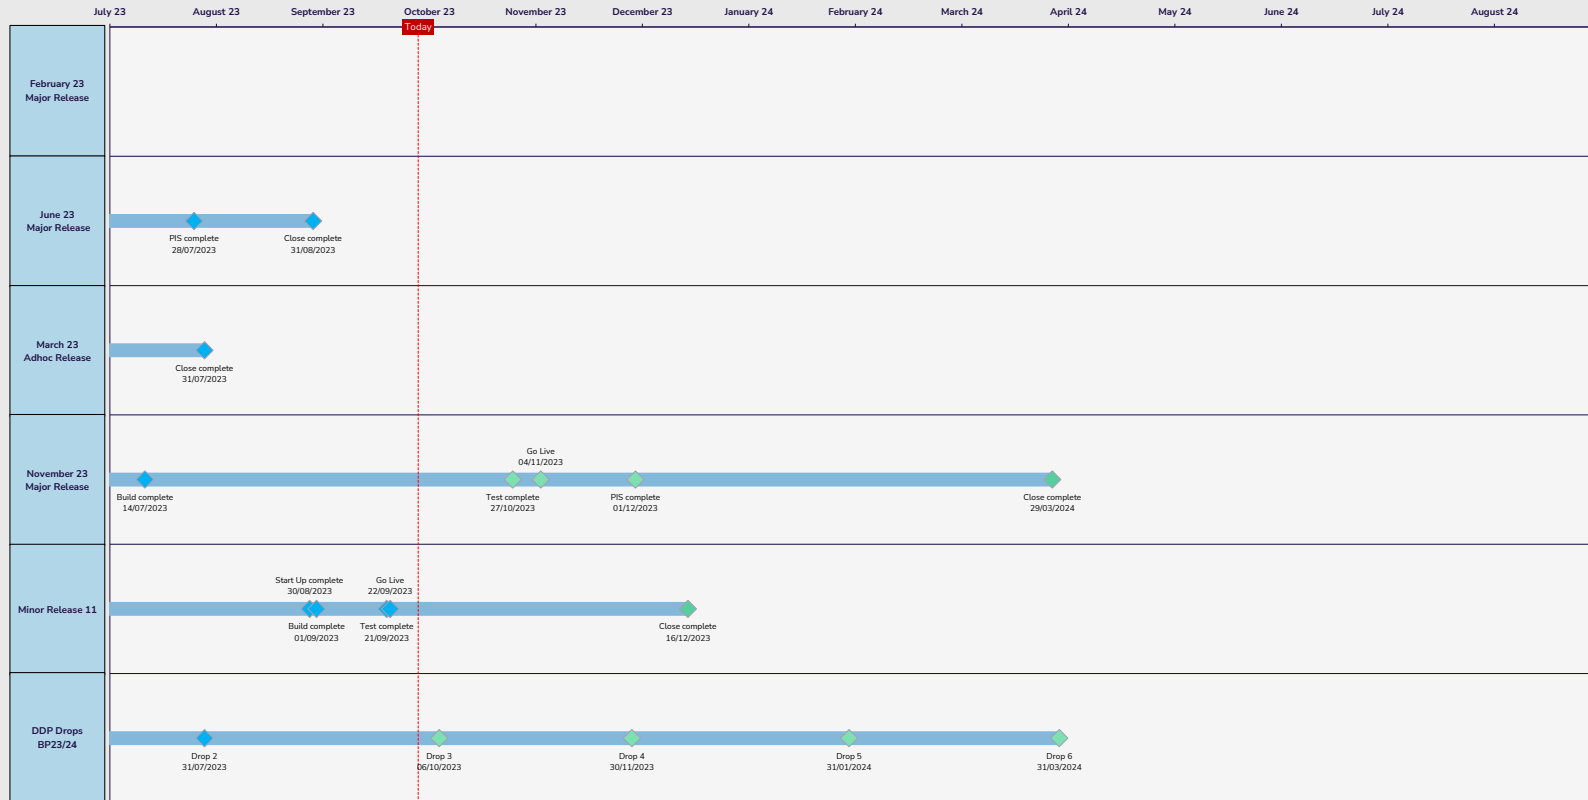 July 23 August 23 September 23 October 23 November 23 December 23 January 24 February 24 March 24 April 24 May 24 June 24 July 24 August 24
Today
February 23
Major Release
June 23
Major Release
PIS complete
28/07/2023
Close complete
31/08/2023
March 23
Adhoc Release
Close complete
31/07/2023
November 23
Major Release
Build complete
14/07/2023
Test complete
27/10/2023
Go Live
04/11/2023
PIS complete
01/12/2023
Close complete
29/03/2024
Minor Release 11
Start Up complete
30/08/2023
Build complete
01/09/2023
Go Live
22/09/2023
Test complete
21/09/2023
Close complete
16/12/2023
DDP Drops
BP23/24
Drop 2
31/07/2023
Drop 3
06/10/2023
Drop 4
30/11/2023
Drop 5
31/01/2024
Drop 6
31/03/2024